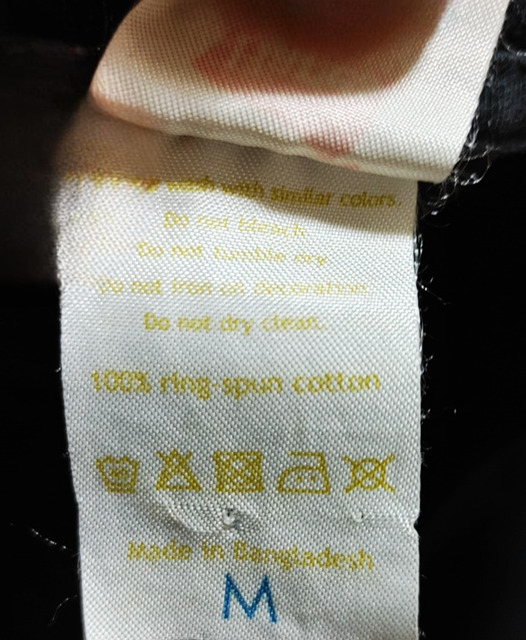 wash with similar colors.
Do not bleach.
Do not tumble dry.
Do not iron on decoration.
Do not dry clean.
100% ring-spun cotton
Made in Bangladesh
M